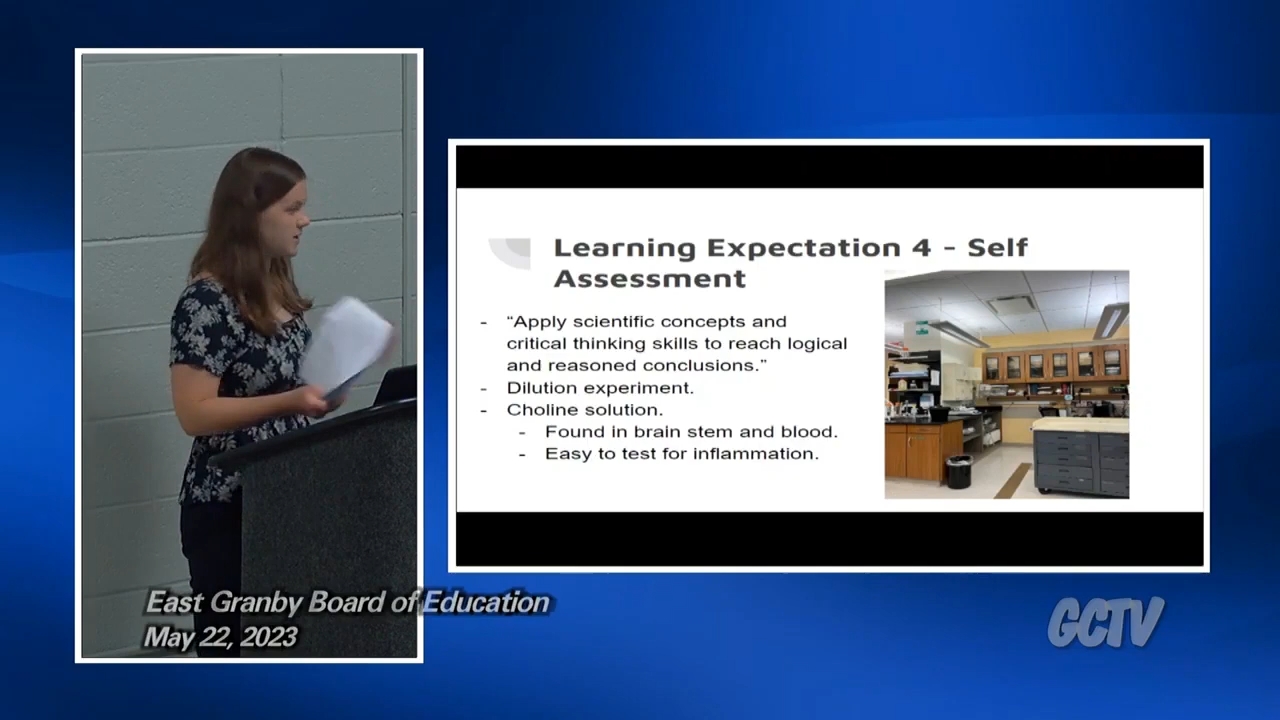 Learning Expectation 4 - Self
Assessment
- “Apply scientific concepts and
critical thinking skills to reach logical
and reasoned conclusions.”
- Dilution experiment.
- Choline solution.
- Found in brain stem and blood.
- Easy to test for inflammation.
East Granby Board of Education
May 22, 2023
GCTV